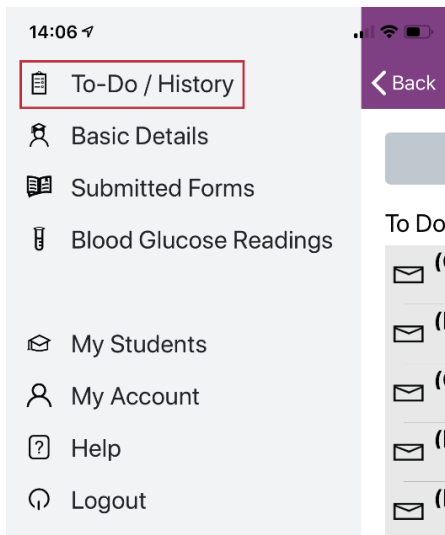 14:06
To-Do / History
Basic Details
Submitted Forms
Blood Glucose Readings
My Students
My Account
? Help
Logout
Back
To Do
(
(
(
(
(